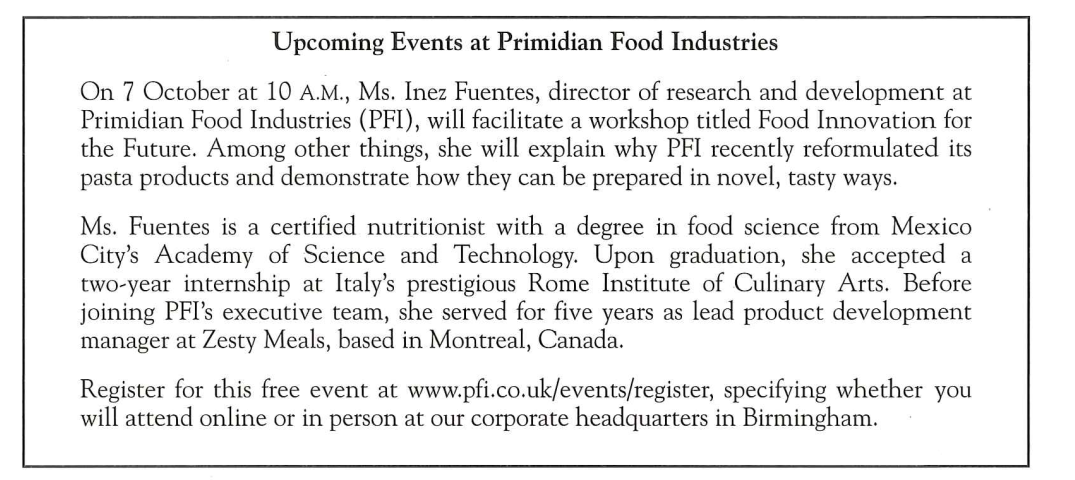 Upcoming Events at Primidian Food Industries
On 7 October at 10 A.M., Ms. Inez Fuentes, director of research and development at
Primidian Food Industries (PFI), will facilitate a workshop titled Food Innovation for
the Future. Among other things, she will explain why PFI recently reformulated its
pasta products and demonstrate how they can be prepared in novel, tasty ways.
Ms. Fuentes is a certified nutritionist with a degree in food science from Mexico
City's Academy of Science and Technology. Upon graduation, she accepted a
two-year internship at Italy's prestigious Rome Institute of Culinary Arts. Before
joining PFI's executive team, she served for five years as lead product development
manager at Zesty Meals, based in Montreal, Canada.
Register for this free event at www.pfi.co.uk/events/register, specifying whether you
will attend online or in person at our corporate headquarters in Birmingham.